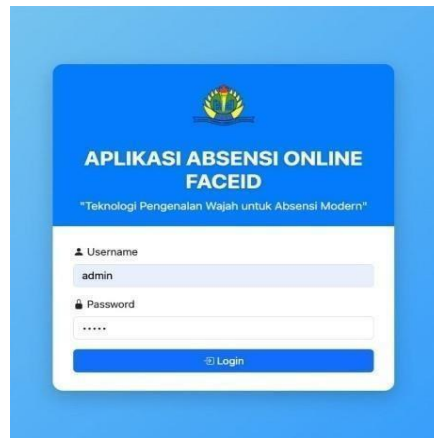 APLIKASI ABSENSI ONLINE
FACEID
"Teknologi Pengenalan Wajah untuk Absensi Modern"
Username
admin
Password
•••••
Login